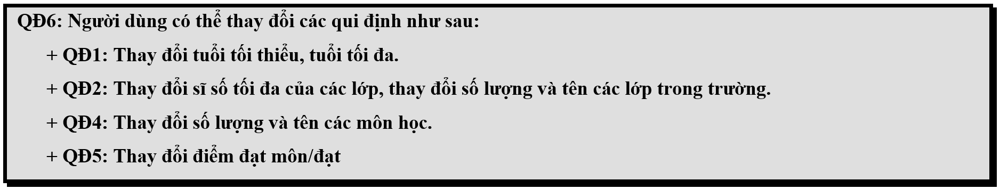 QĐ6: Người dùng có thể thay đổi các qui định như sau:
+ QĐ1: Thay đổi tuổi tối thiểu, tuổi tối đa.
+ QĐ2: Thay đổi sĩ số tối đa của các lớp, thay đổi số lượng và tên các lớp trong trường.
+ QĐ4: Thay đổi số lượng và tên các môn học.
+ QĐ5: Thay đổi điểm đạt môn/đạt